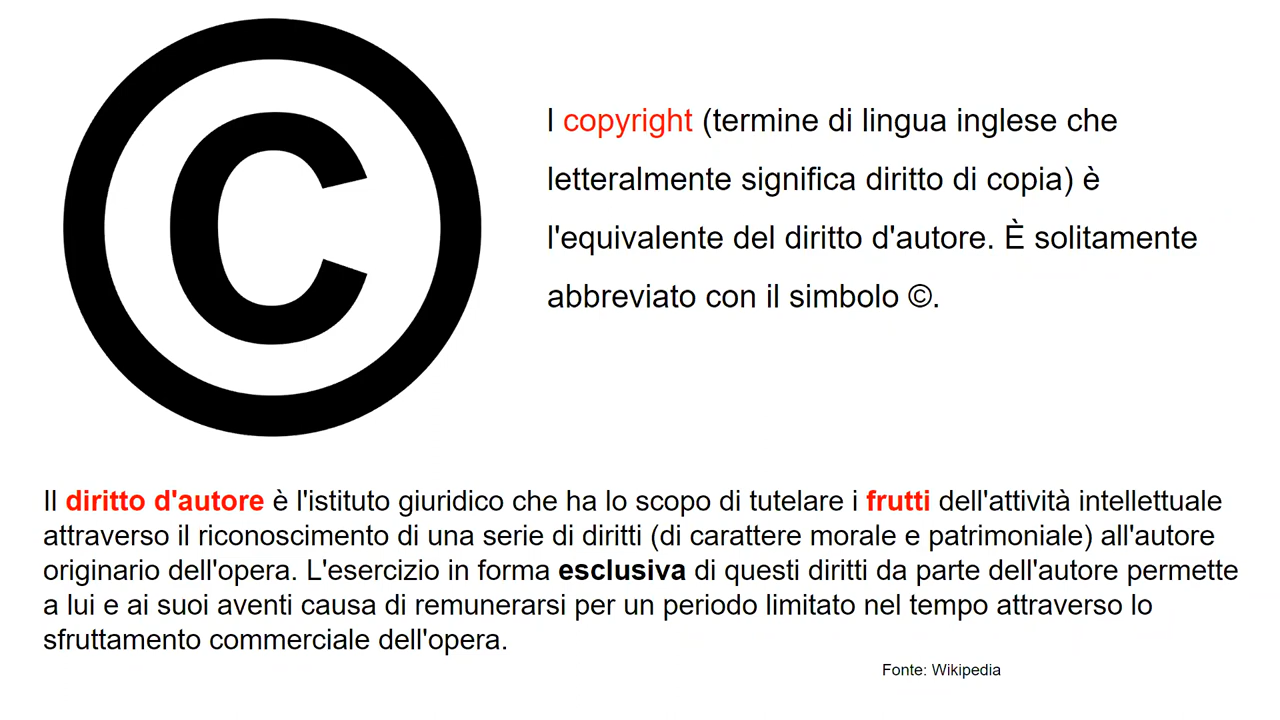 ©
I copyright (termine di lingua inglese che
letteralmente significa diritto di copia) è
l'equivalente del diritto d'autore. È solitamente
abbreviato con il simbolo ©.
Il diritto d'autore è l'istituto giuridico che ha lo scopo di tutelare i frutti dell'attività intellettuale
attraverso il riconoscimento di una serie di diritti (di carattere morale e patrimoniale) all'autore
originario dell'opera. L'esercizio in forma esclusiva di questi diritti da parte dell'autore permette
a lui e ai suoi aventi causa di remunerarsi per un periodo limitato nel tempo attraverso lo
sfruttamento commerciale dell'opera.
Fonte: Wikipedia